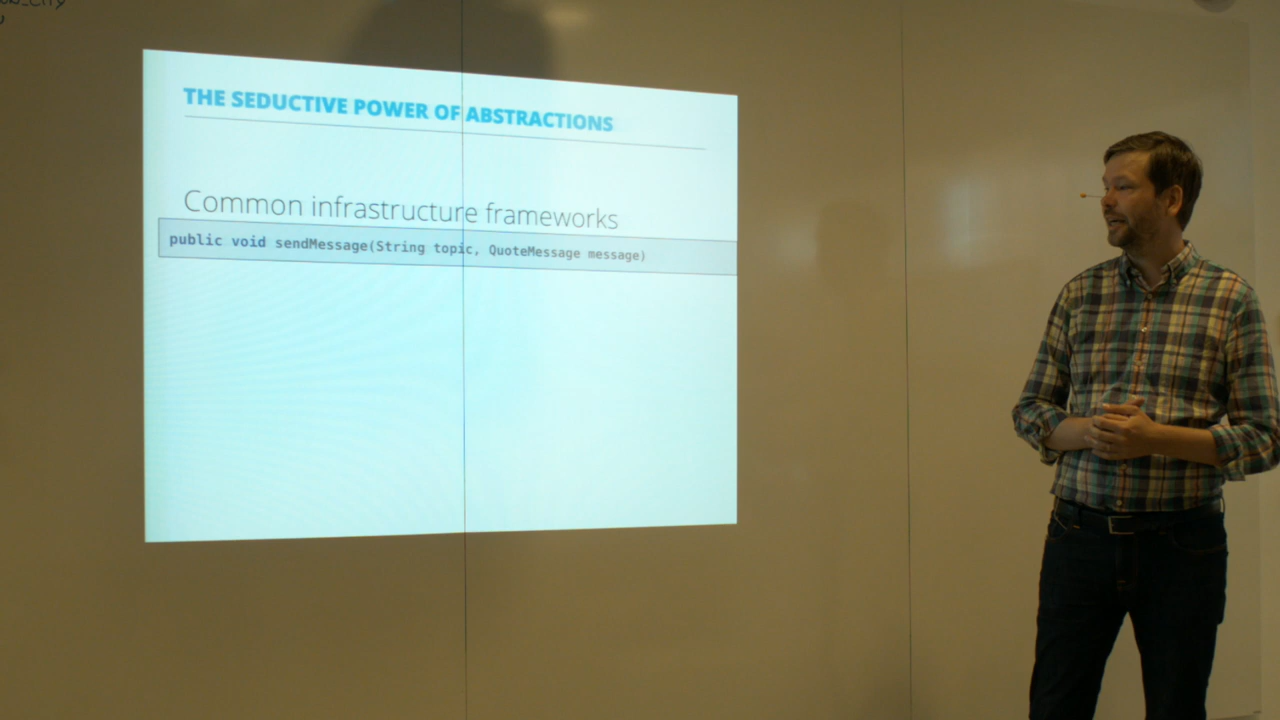 THE SEDUCTIVE POWER OF ABSTRACTIONS
Common infrastructure frameworks
public void sendMessage(String topic, QuoteMessage message)